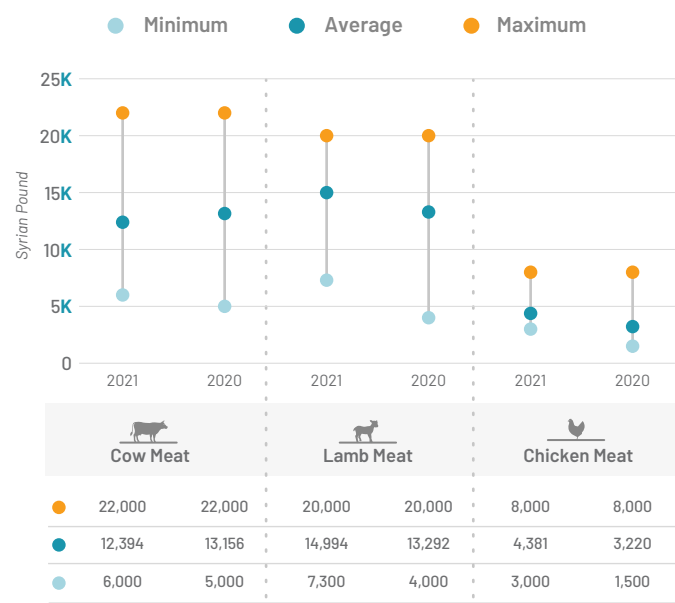 Minimum Average Maximum
25K
20K
15K
10K
5K
0
Syrian Pound
2021 2020 2021 2020 2021 2020
Cow Meat Lamb Meat Chicken Meat
22,000 22,000 20,000 20,000 8,000 8,000
12,394 13,156 14,994 13,292 4,381 3,220
6,000 5,000 7,300 4,000 3,000 1,500